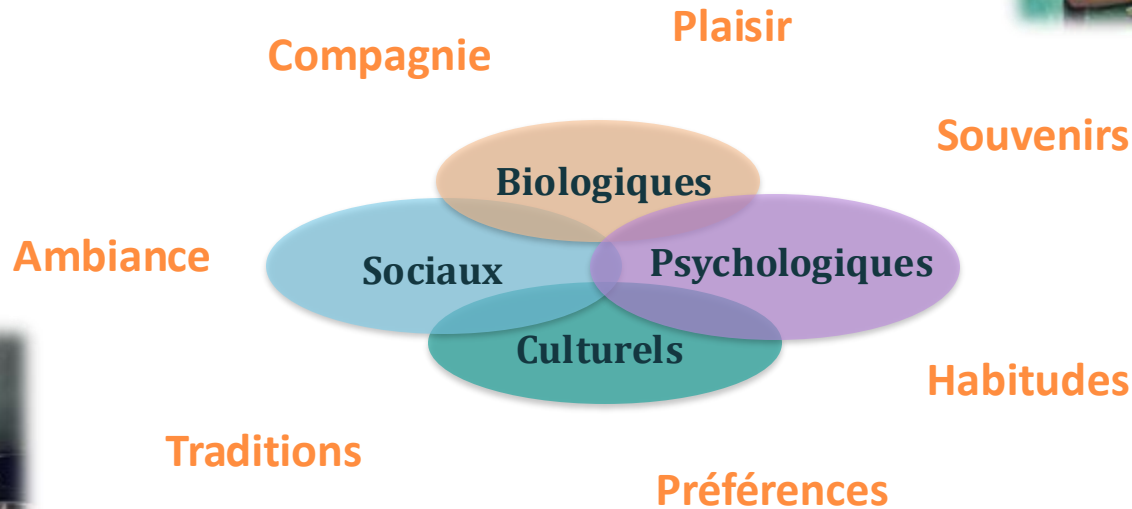 Plaisir
Compagnie
Souvenirs
Biologiques
Ambiance
Sociaux
Psychologiques
Culturels
Habitudes
Traditions
Préférences